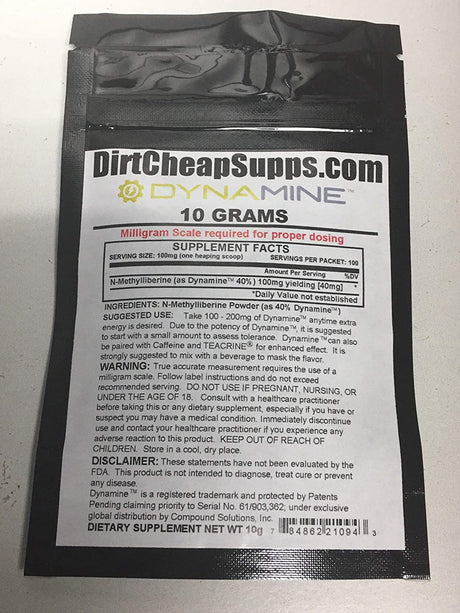 DirtCheapSupps.com
DYNAMINE™
10 GRAMS
Milligram Scale required for proper dosing
SUPPLEMENT FACTS
SERVING SIZE: 100mg (one heaping scoop) SERVINGS PER PACKET: 100
Amount Per Serving %DV
N-Methylliberine (as Dynamine™ 40%) 100mg yielding [40mg] *
*Daily Value not established
INGREDIENTS: N-Methylliberine Powder (as 40% Dynamine™)
SUGGESTED USE: Take 100 - 200mg of Dynamine™ anytime extra
energy is desired. Due to the potency of Dynamine™, it is suggested
to start with a small amount to assess tolerance. Dynamine™can also
be paired with Caffeine and TEACRINE® for enhanced effect. It is
strongly suggested to mix with a beverage to mask the flavor.
WARNING: True accurate measurement requires the use of a
milligram scale. Follow label instructions and do not exceed
recommended serving. DO NOT USE IF PREGNANT, NURSING, OR
UNDER THE AGE OF 18. Consult with a healthcare practitioner
before taking this or any dietary supplement, especially if you have or
suspect you may have a medical condition. Immediately discontinue
use and contact your healthcare practitioner if you experience any
adverse reaction to this product. KEEP OUT OF REACH OF
CHILDREN. Store in a cool, dry place.
DISCLAIMER: These statements have not been evaluated by the
FDA. This product is not intended to diagnose, treat cure or prevent
any disease.
Dynamine™ is a registered trademark and protected by Patents
Pending claiming priority to Serial No. 61/903,362; under exclusive
global distribution by Compound Solutions, Inc.
DIETARY SUPPLEMENT NET WT 10g 7 84862 21094 3